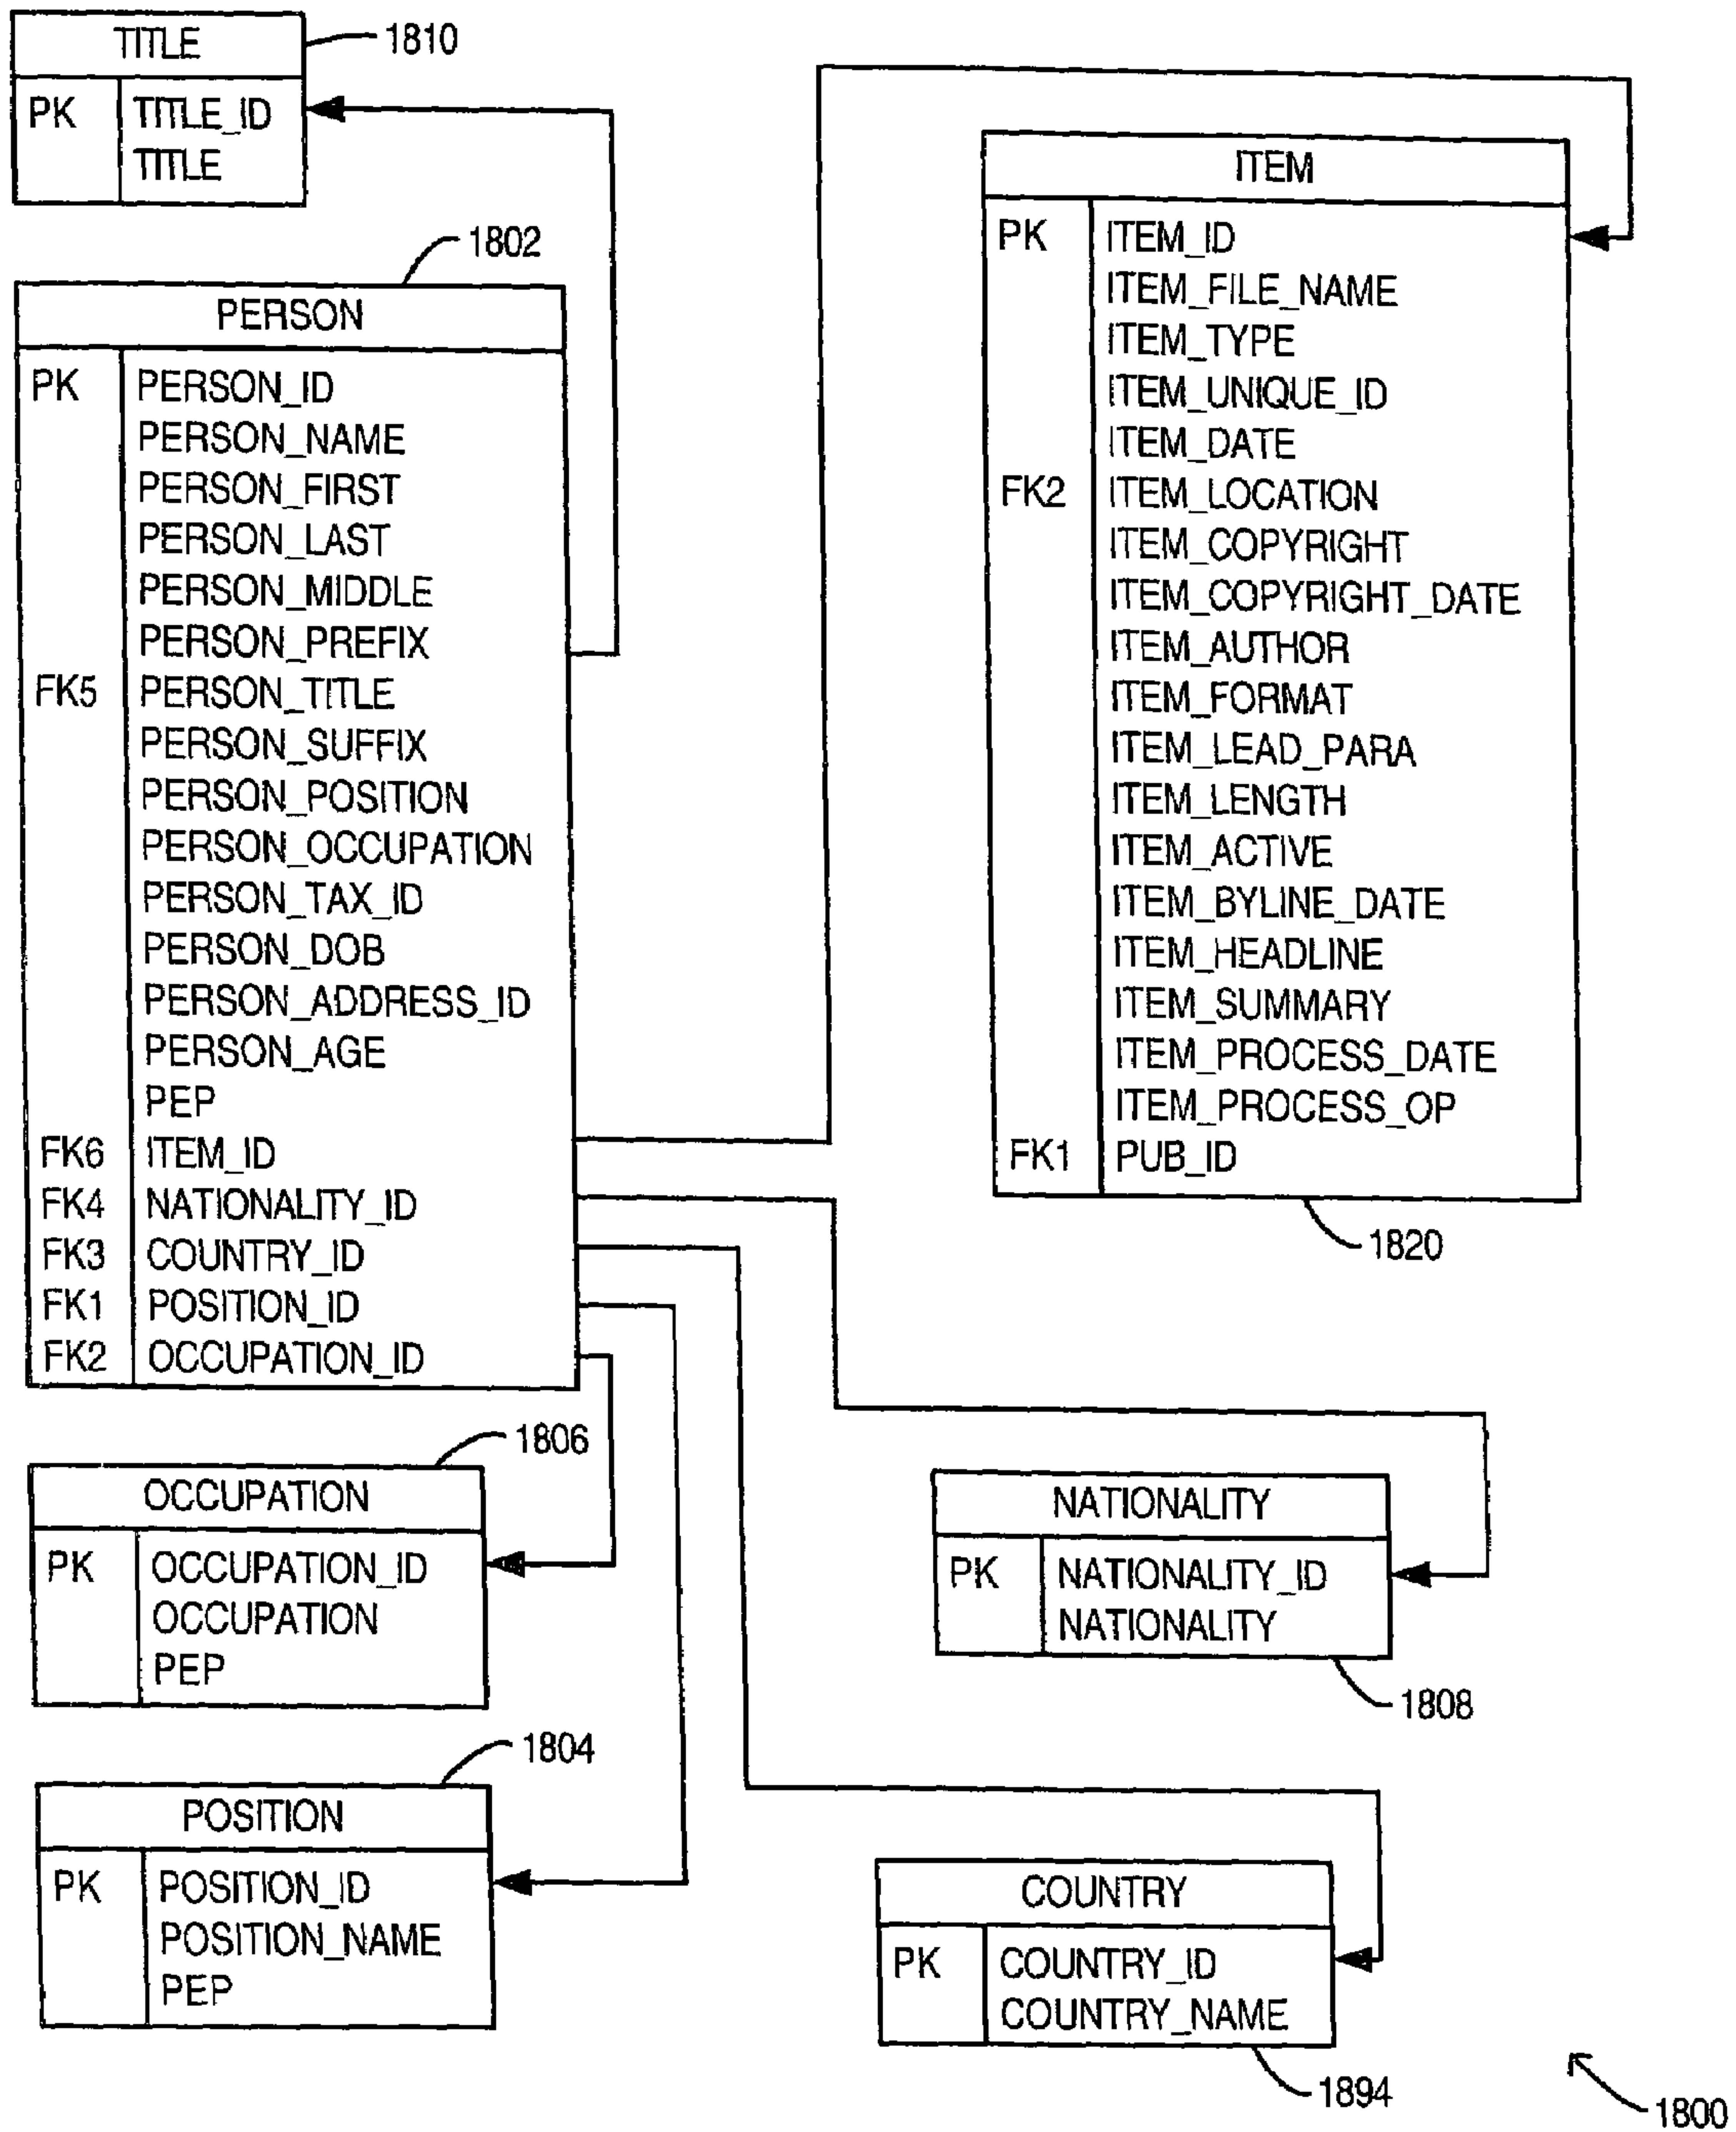 TITLE
1810
PK TITLE_ID
TITLE
1802
PERSON
PK PERSON_ID
PERSON_NAME
PERSON_FIRST
PERSON_LAST
PERSON_MIDDLE
PERSON_PREFIX
FK5 PERSON_TITLE
PERSON_SUFFIX
PERSON_POSITION
PERSON_OCCUPATION
PERSON_TAX_ID
PERSON_DOB
PERSON_ADDRESS_ID
PERSON_AGE
PEP
FK6 ITEM_ID
FK4 NATIONALITY_ID
FK3 COUNTRY_ID
FK1 POSITION_ID
FK2 OCCUPATION_ID
ITEM
PK ITEM_ID
ITEM_FILE_NAME
ITEM_TYPE
ITEM_UNIQUE_ID
ITEM_DATE
FK2 ITEM_LOCATION
ITEM_COPYRIGHT
ITEM_COPYRIGHT_DATE
ITEM_AUTHOR
ITEM_FORMAT
ITEM_LEAD_PARA
ITEM_LENGTH
ITEM_ACTIVE
ITEM_BYLINE_DATE
ITEM_HEADLINE
ITEM_SUMMARY
ITEM_PROCESS_DATE
ITEM_PROCESS_OP
FK1 PUB_ID
1820
1806
OCCUPATION
PK OCCUPATION_ID
OCCUPATION
PEP
NATIONALITY
PK NATIONALITY_ID
NATIONALITY
1808
1804
POSITION
PK POSITION_ID
POSITION_NAME
PEP
COUNTRY
PK COUNTRY_ID
COUNTRY_NAME
1894
1800